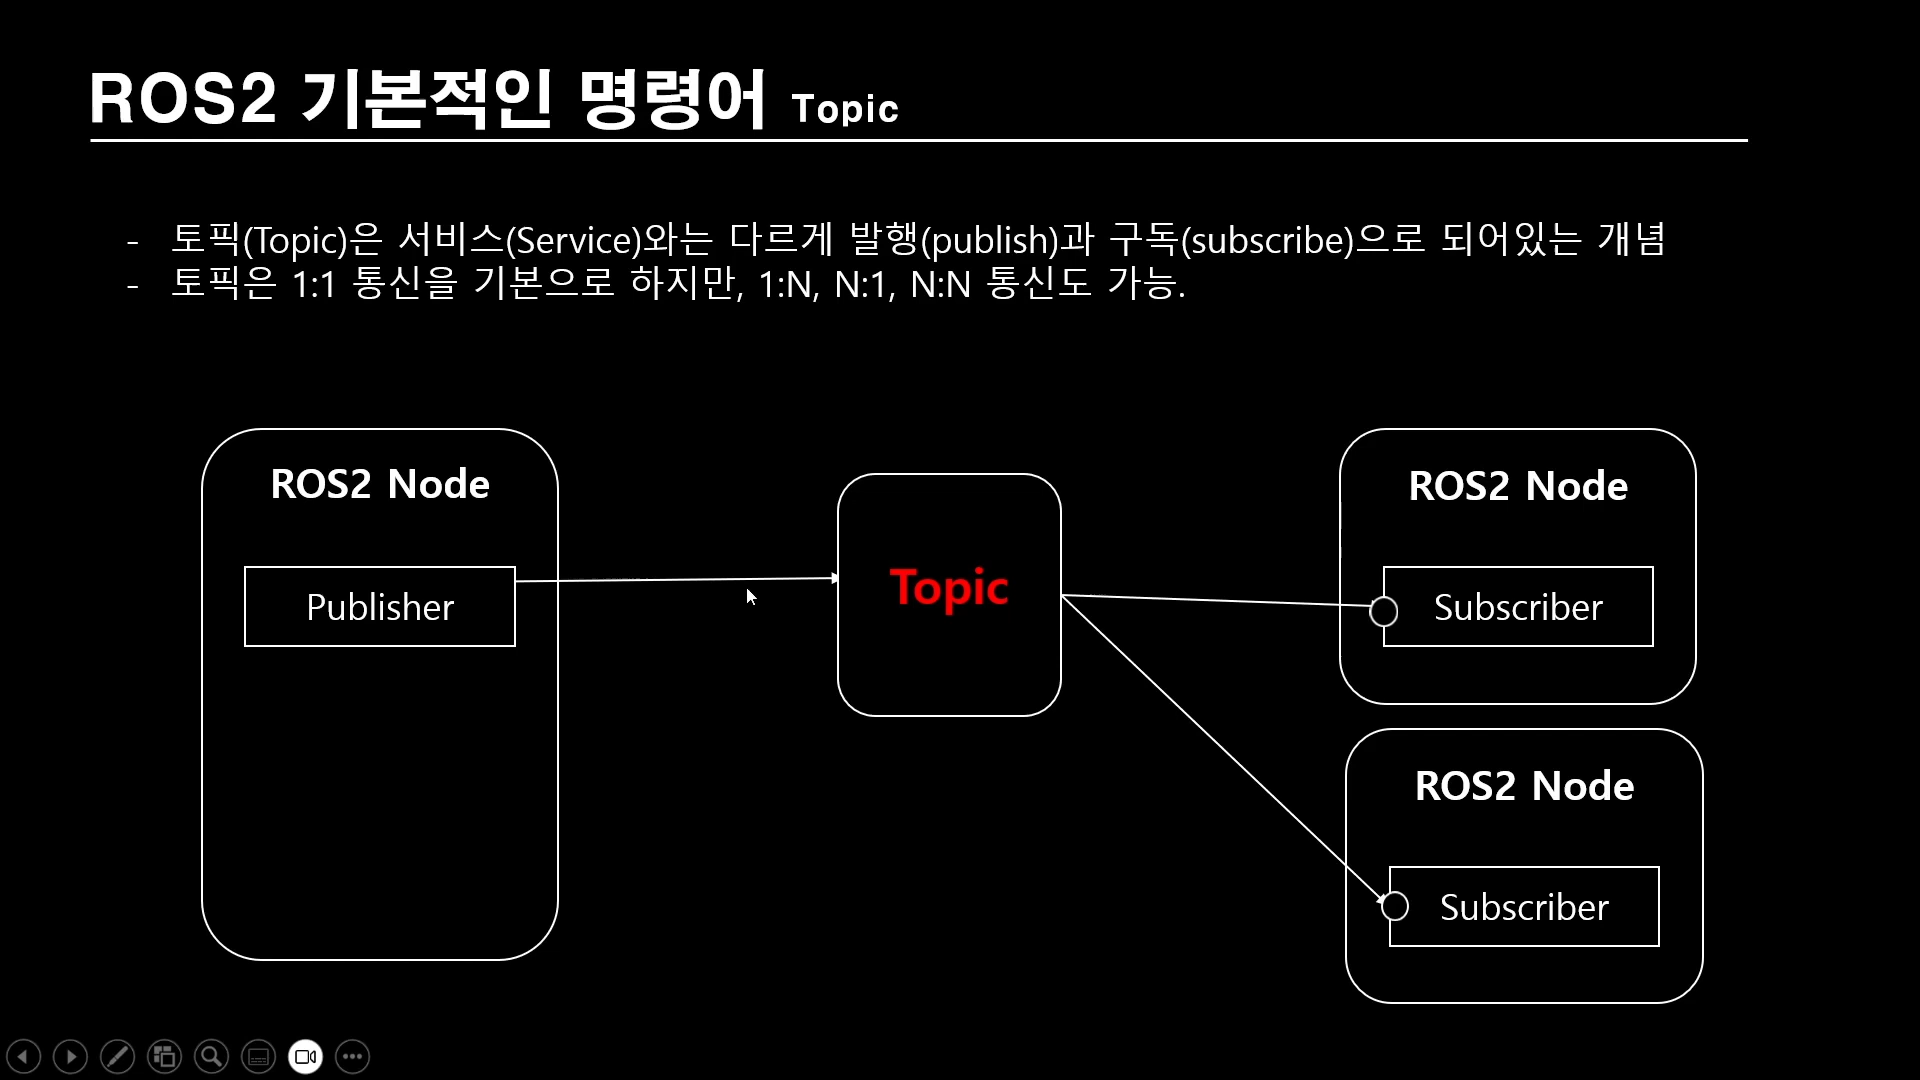 ROS2 기본적인 명령어 Topic
- 토픽(Topic)은 서비스(Service)와는 다르게 발행(publish)과 구독(subscribe)으로 되어있는 개념
- 토픽은 1:1 통신을 기본으로 하지만, 1:N, N:1, N:N 통신도 가능.
ROS2 Node
Publisher
Topic
ROS2 Node
Subscriber
ROS2 Node
Subscriber